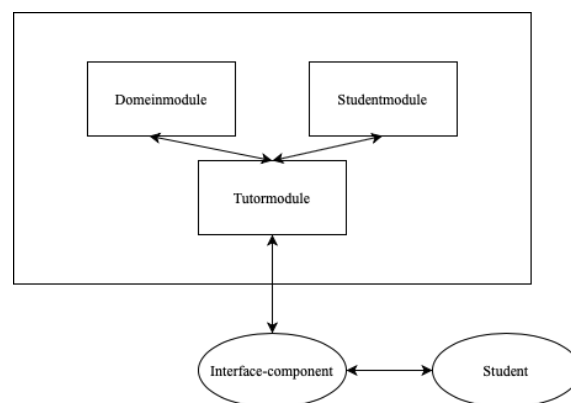 Domeinmodule
Studentmodule
Tutormodule
Interface-component
Student